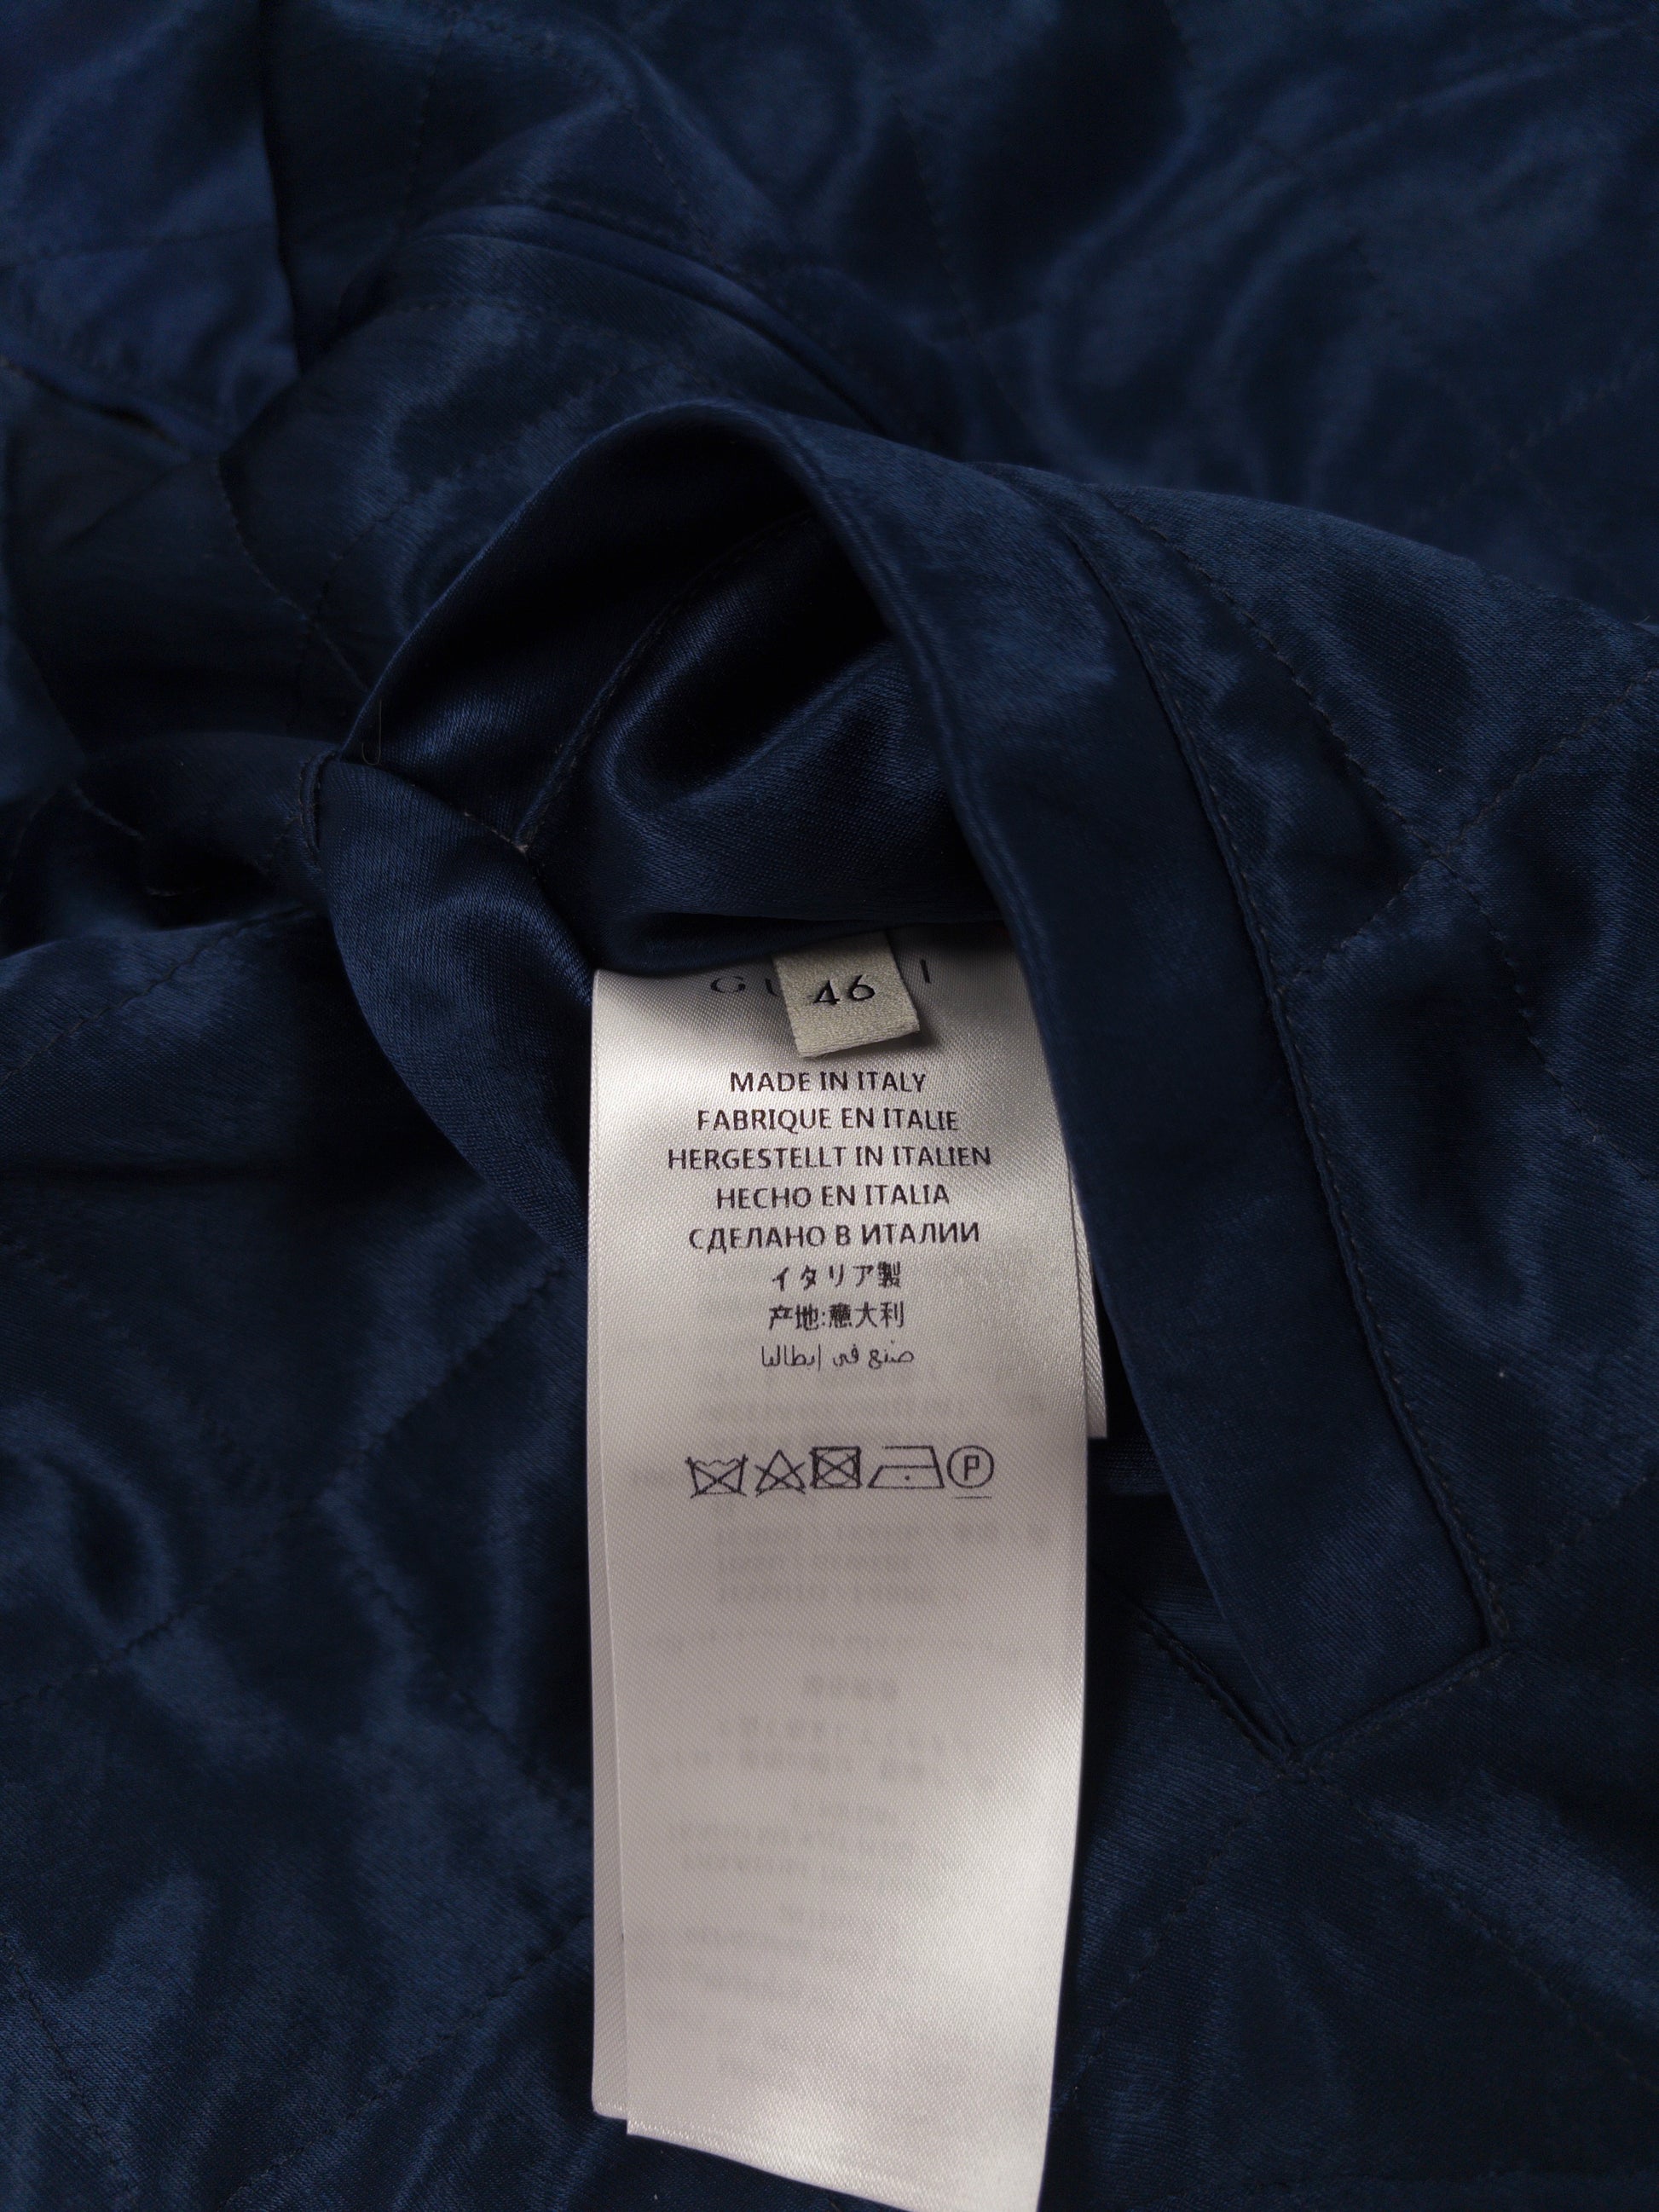 46
MADE IN ITALY
FABRIQUE EN ITALIE
HERGESTELLT IN ITALIEN
HECHO EN ITALIA
СДЕЛАНО В ИТАЛИИ
イタリア製
产地:意大利
صنع في إيطاليا
P